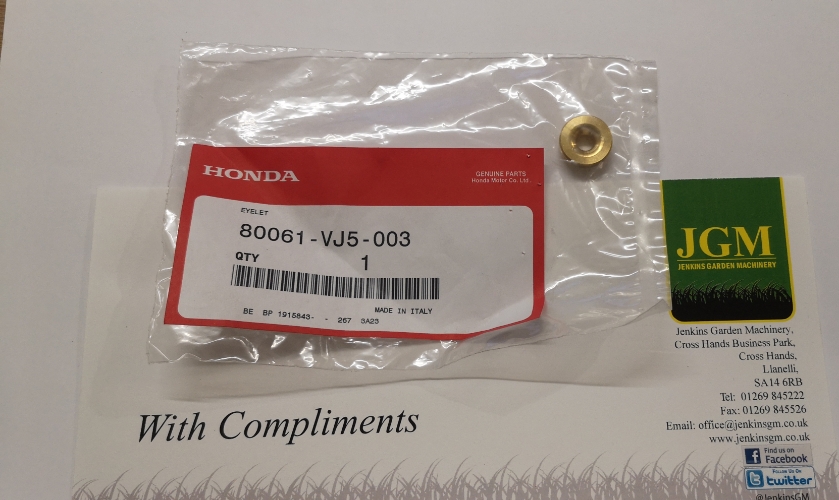 HONDA
GENUINE PARTS
Honda Motor Co. Ltd.
EYELET
80061-VJ5-003
QTY 1
MADE IN ITALY
BE BP 1915843- - 267 3A23
JGM
JENKINS GARDEN MACHINERY
Jenkins Garden Machinery,
Cross Hands Business Park,
Cross Hands,
Llanelli,
SA14 6RB
Tel: 01269 845222
Fax: 01269 845526
Email: office@jenkinsgm.co.uk
www.jenkinsgm.co.uk
Find us on
Facebook
Follow Us On
twitter
@JenkinsGM
With Compliments